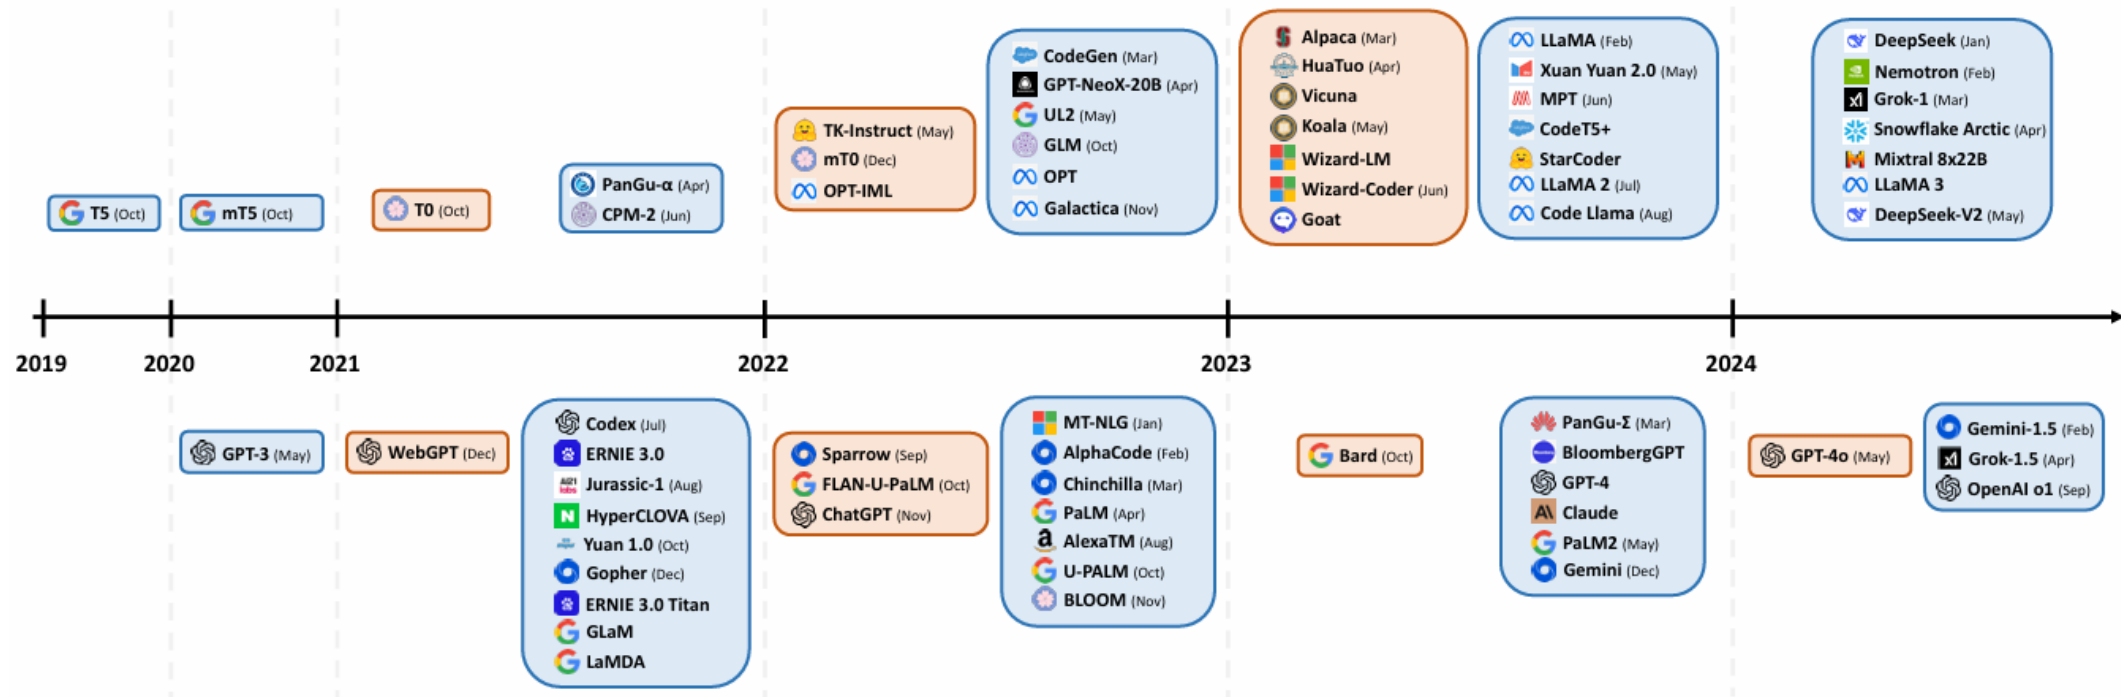 T5 (Oct)
mT5 (Oct)
T0 (Oct)
PanGu-α (Apr)
CPM-2 (Jun)
TK-Instruct (May)
mT0 (Dec)
OPT-IML
CodeGen (Mar)
GPT-NeoX-20B (Apr)
UL2 (May)
GLM (Oct)
OPT
Galactica (Nov)
Alpaca (Mar)
HuaTuo (Apr)
Vicuna
Koala (May)
Wizard-LM
Wizard-Coder (Jun)
Goat
LLaMA (Feb)
Xuan Yuan 2.0 (May)
MPT (Jun)
CodeT5+
StarCoder
LLaMA 2 (Jul)
Code Llama (Aug)
DeepSeek (Jan)
Nemotron (Feb)
Grok-1 (Mar)
Snowflake Arctic (Apr)
Mixtral 8x22B
LLaMA 3
DeepSeek-V2 (May)
2019
2020
2021
2022
2023
2024
GPT-3 (May)
WebGPT (Dec)
Codex (Jul)
ERNIE 3.0
AI21 labs Jurassic-1 (Aug)
HyperCLOVA (Sep)
Yuan 1.0 (Oct)
Gopher (Dec)
ERNIE 3.0 Titan
GLaM
LaMDA
Sparrow (Sep)
FLAN-U-PaLM (Oct)
ChatGPT (Nov)
MT-NLG (Jan)
AlphaCode (Feb)
Chinchilla (Mar)
PaLM (Apr)
AlexaTM (Aug)
U-PALM (Oct)
BLOOM (Nov)
Bard (Oct)
PanGu-Σ (Mar)
BloombergGPT
GPT-4
Claude
PaLM2 (May)
Gemini (Dec)
GPT-4o (May)
Gemini-1.5 (Feb)
Grok-1.5 (Apr)
OpenAI o1 (Sep)